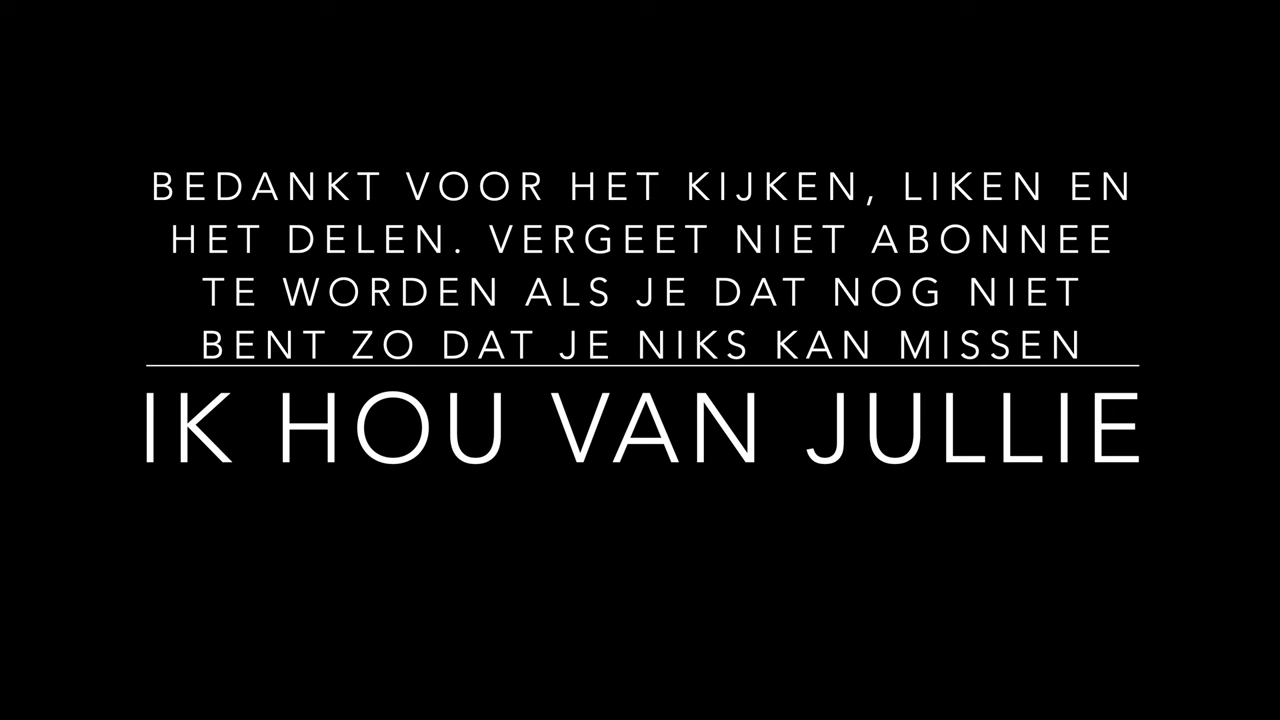 BEDANKT VOOR HET KIJKEN, LIKEN EN
HET DELEN. VERGEET NIET ABONNEE
TE WORDEN ALS JE DAT NOG NIET
BENT ZO DAT JE NIKS KAN MISSEN
IK HOU VAN JULLIE